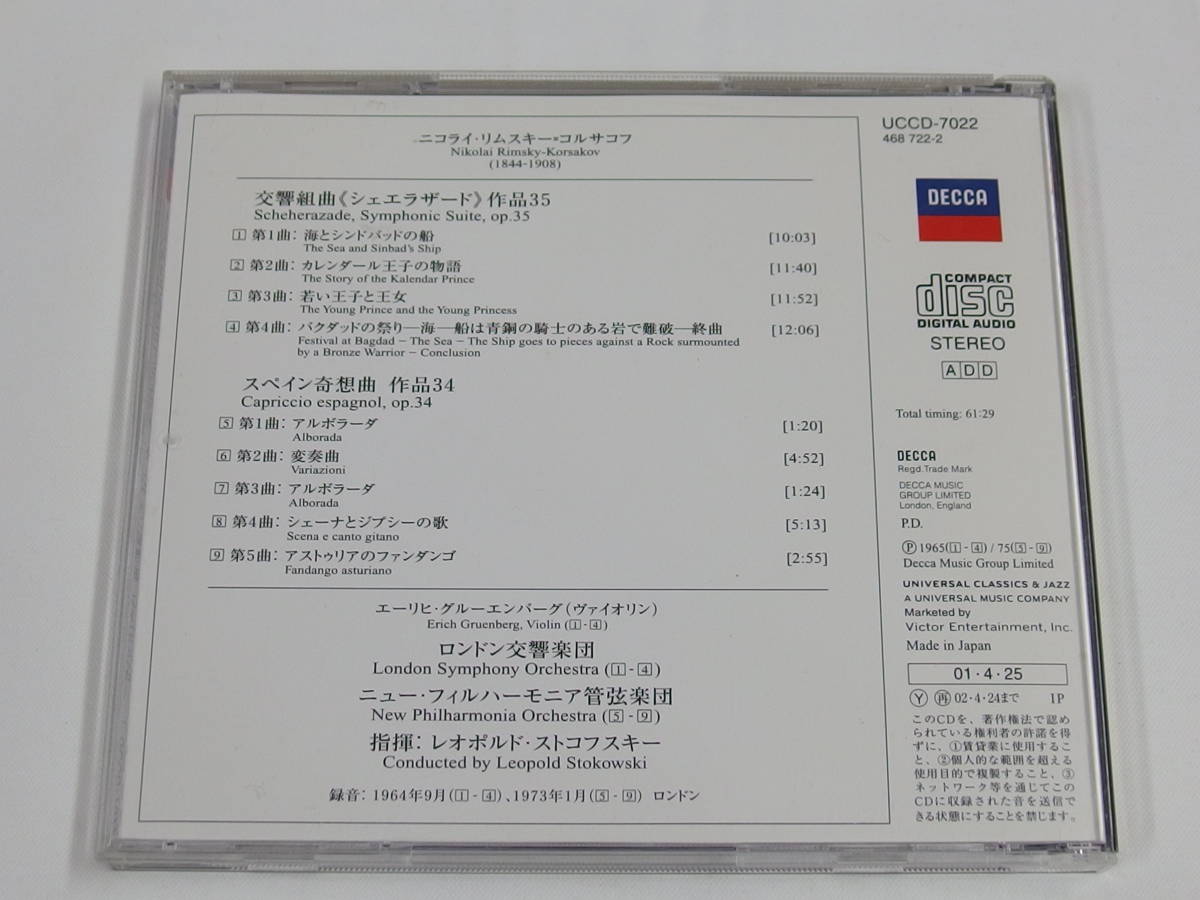 ニコライ・リムスキー=コルサコフ
Nikolai Rimsky-Korsakov
(1844-1908)
交響組曲《シェエラザード》作品35
Scheherazade, Symphonic Suite, op.35
1 第1曲: 海とシンドバッドの船 [10:03]
The Sea and Sinbad's Ship
2 第2曲: カレンダール王子の物語 [11:40]
The Story of the Kalendar Prince
3 第3曲: 若い王子と王女 [11:52]
The Young Prince and the Young Princess
4 第4曲: バクダッドの祭り—海—船は青銅の騎士のある岩で難破—終曲 [12:06]
Festival at Bagdad – The Sea – The Ship goes to pieces against a Rock surmounted
by a Bronze Warrior – Conclusion
スペイン奇想曲 作品34
Capriccio espagnol, op.34
5 第1曲: アルボラーダ [1:20]
Alborada
6 第2曲: 変奏曲 [4:52]
Variazioni
7 第3曲: アルボラーダ [1:24]
Alborada
8 第4曲: シェーナとジプシーの歌 [5:13]
Scena e canto gitano
9 第5曲: アストゥリアのファンダンゴ [2:55]
Fandango asturiano
エーリヒ・グルーエンバーグ(ヴァイオリン)
Erich Gruenberg, Violin (1-4)
ロンドン交響楽団
London Symphony Orchestra (1-4)
ニュー・フィルハーモニア管弦楽団
New Philharmonia Orchestra (5-9)
指揮: レオポルド・ストコフスキー
Conducted by Leopold Stokowski
録音: 1964年9月(1-4)、1973年1月(5-9) ロンドン
UCCD-7022
468 722-2
DECCA
COMPACT
disc
DIGITAL AUDIO
STEREO
ADD
Total timing: 61:29
DECCA
Regd.Trade Mark
DECCA MUSIC
GROUP LIMITED
London, England
P.D.
℗ 1965(1-4) / 75(5-9)
Decca Music Group Limited
UNIVERSAL CLASSICS & JAZZ
A UNIVERSAL MUSIC COMPANY
Marketed by
Victor Entertainment, Inc.
Made in Japan
01・4・25
Ⓨ ㊢ 02・4・24まで IP
このCDを、著作権法で認め
られている権利者の許諾を得
ずに、①賃貸業に使用するこ
と、②個人的な範囲を超える
使用目的で複製すること、③
ネットワーク等を通じてこの
CDに収録された音を送信で
きる状態にすることを禁じます。